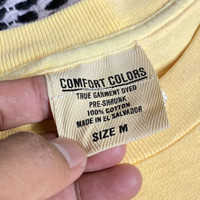 COMFORT COLORS
TRUE GARMENT DYED
PRE-SHRUNK
100% COTTON
MADE IN EL SALVADOR
SIZE M